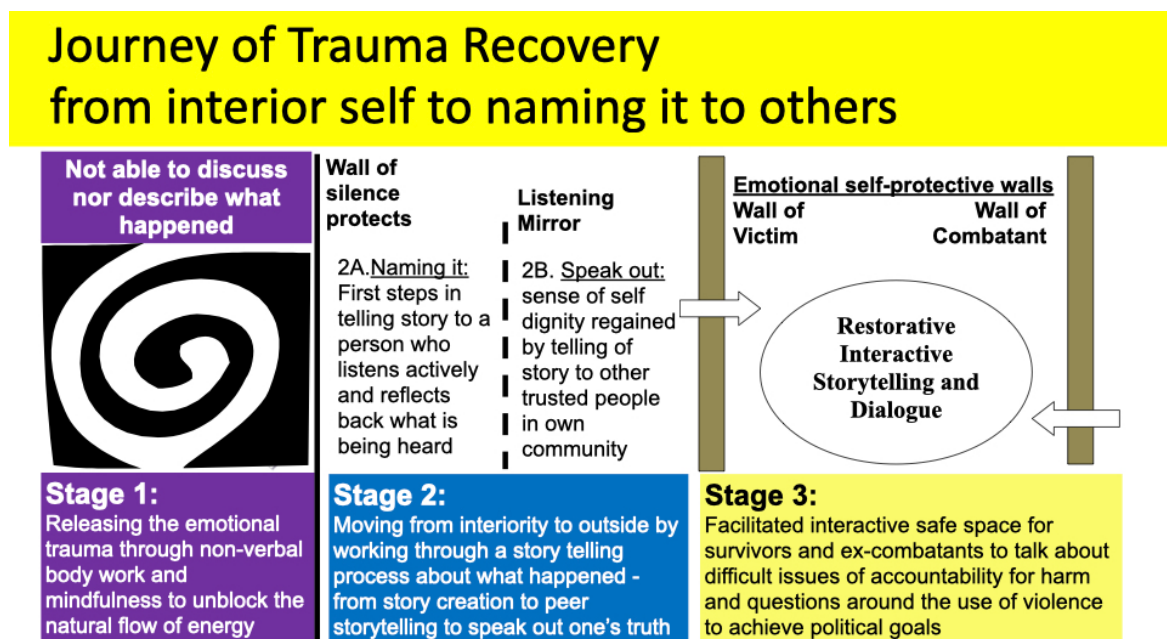 Journey of Trauma Recovery
from interior self to naming it to others
Not able to discuss
nor describe what
happened
Wall of
silence
protects
Listening
Mirror
2A.Naming it:
First steps in
telling story to a
person who
listens actively
and reflects
back what is
being heard
2B. Speak out:
sense of self
dignity regained
by telling of
story to other
trusted people
in own
community
Emotional self-protective walls
Wall of
Victim
Wall of
Combatant
Restorative
Interactive
Storytelling and
Dialogue
Stage 1:
Releasing the emotional
trauma through non-verbal
body work and
mindfulness to unblock the
natural flow of energy
Stage 2:
Moving from interiority to outside by
working through a story telling
process about what happened -
from story creation to peer
storytelling to speak out one's truth
Stage 3:
Facilitated interactive safe space for
survivors and ex-combatants to talk about
difficult issues of accountability for harm
and questions around the use of violence
to achieve political goals